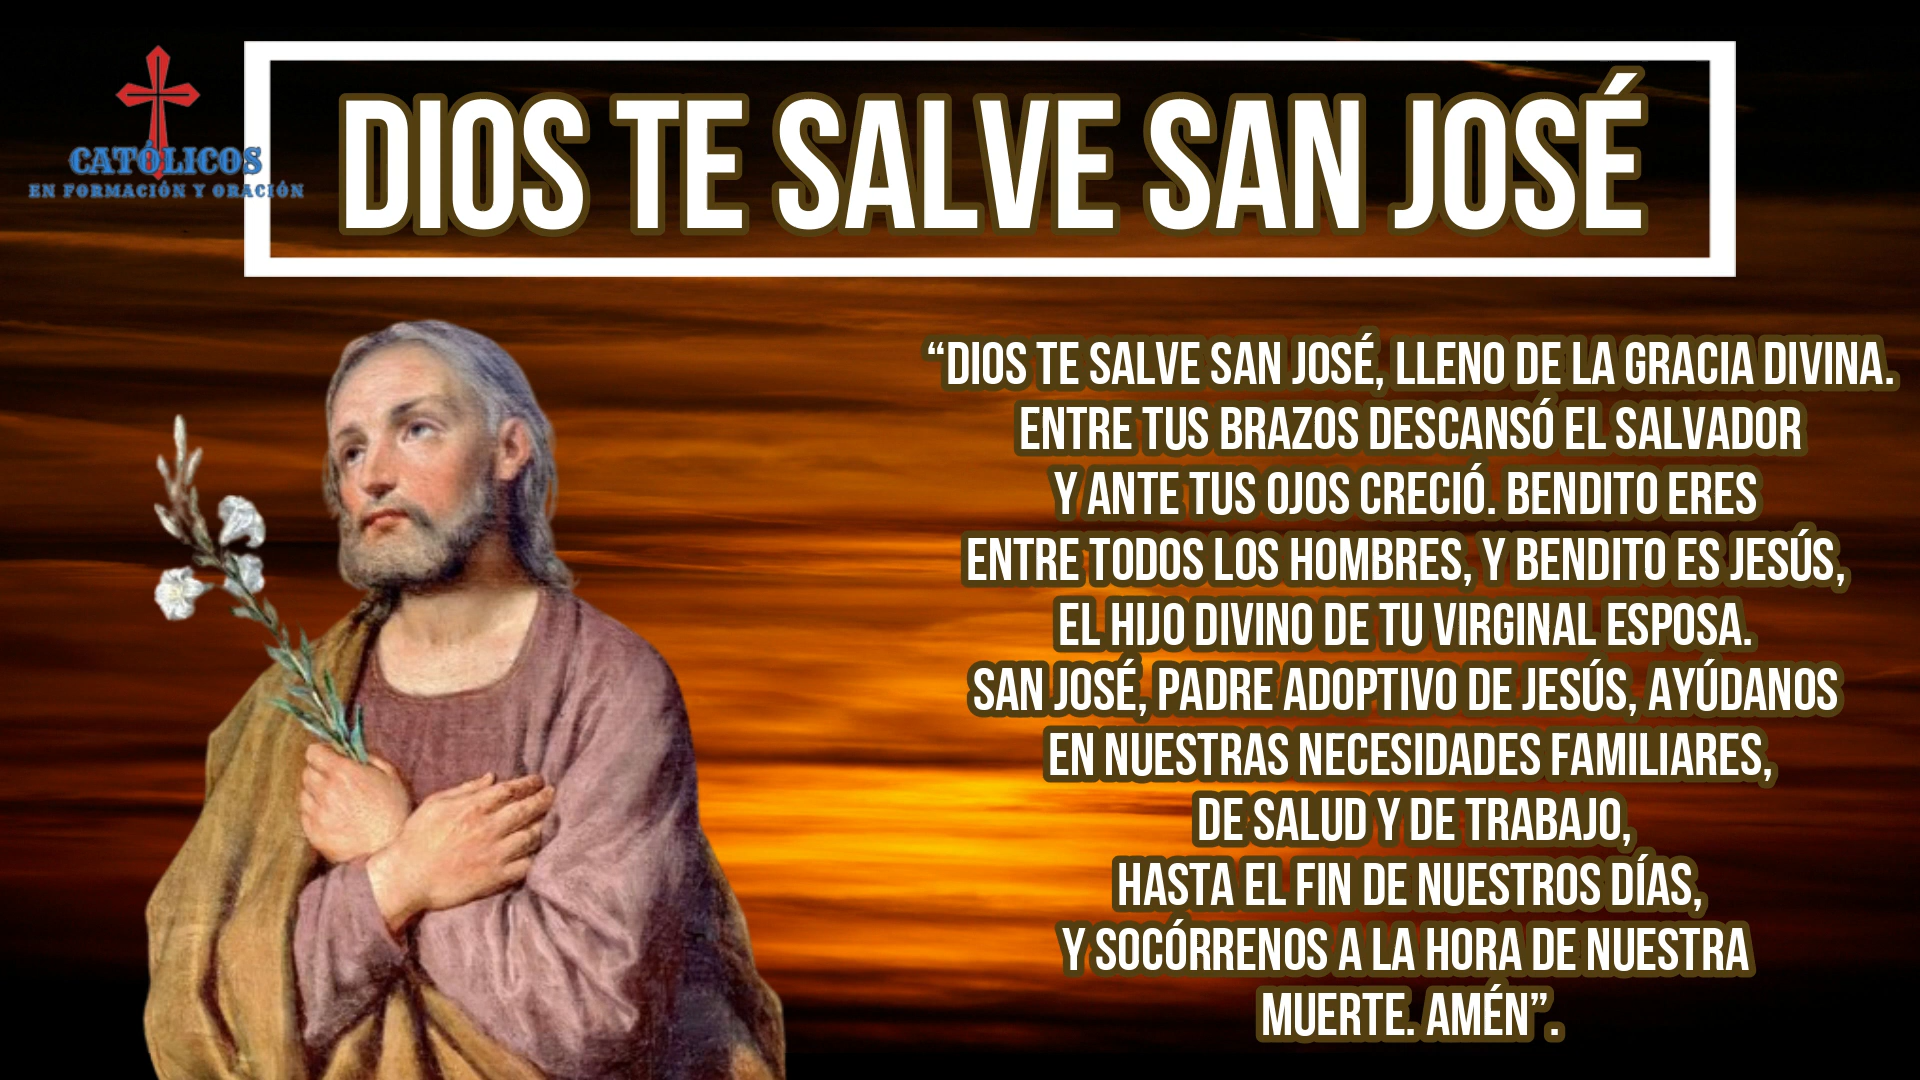 CATÓLICOS
EN FORMACIÓN Y ORACIÓN
DIOS TE SALVE SAN JOSÉ
“DIOS TE SALVE SAN JOSÉ, LLENO DE LA GRACIA DIVINA.
ENTRE TUS BRAZOS DESCANSÓ EL SALVADOR
Y ANTE TUS OJOS CRECIÓ. BENDITO ERES
ENTRE TODOS LOS HOMBRES, Y BENDITO ES JESÚS,
EL HIJO DIVINO DE TU VIRGINAL ESPOSA.
SAN JOSÉ, PADRE ADOPTIVO DE JESÚS, AYÚDANOS
EN NUESTRAS NECESIDADES FAMILIARES,
DE SALUD Y DE TRABAJO,
HASTA EL FIN DE NUESTROS DÍAS,
Y SOCÓRRENOS A LA HORA DE NUESTRA
MUERTE. AMÉN”.